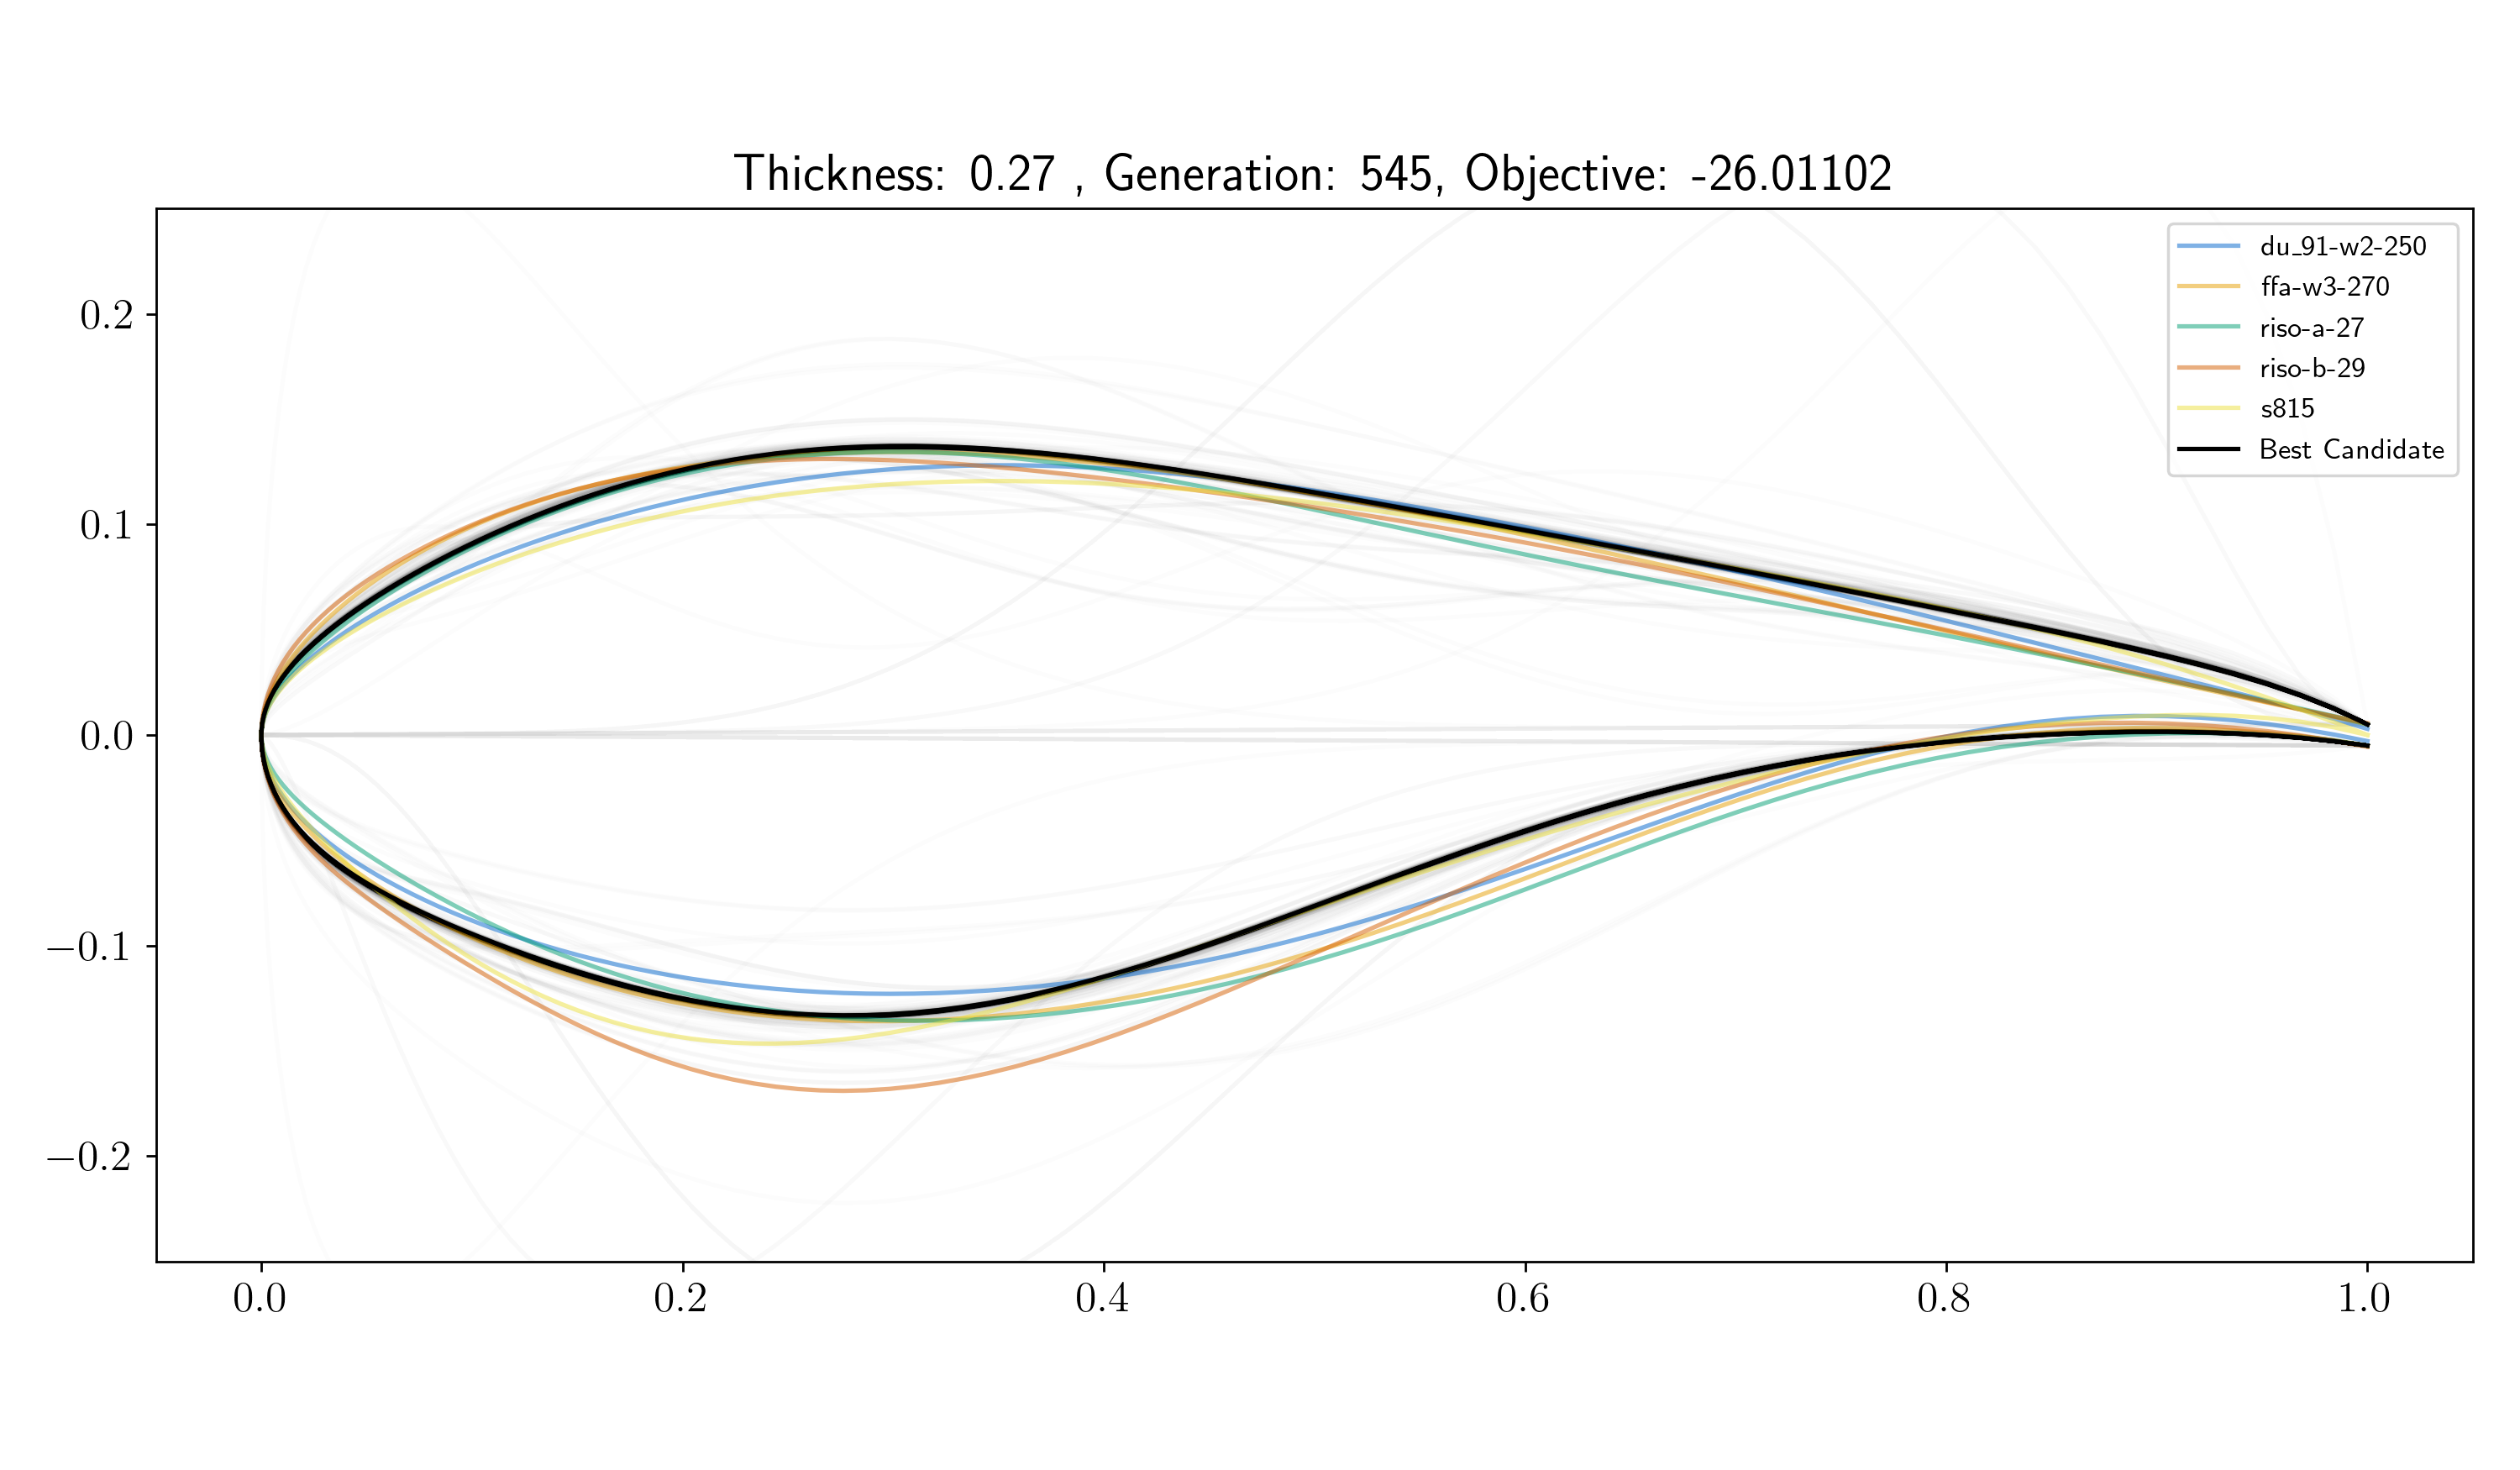 Thickness: 0.27 , Generation: 545, Objective: -26.01102
du_91-w2-250
ffa-w3-270
riso-a-27
riso-b-29
s815
Best Candidate
0.2
0.1
0.0
−0.1
−0.2
0.0 0.2 0.4 0.6 0.8 1.0